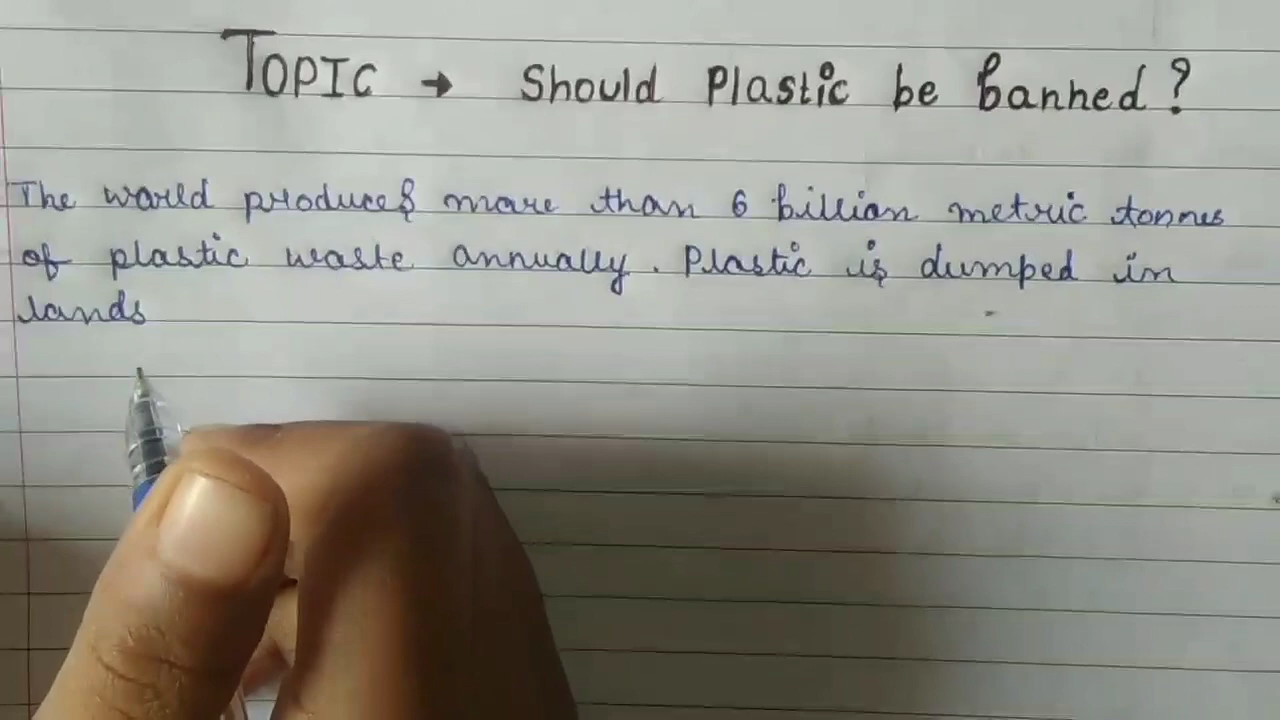 TOPIC → Should Plastic be banned?
The world produces more than 6 billion metric tonnes
of plastic waste annually. Plastic is dumped in
lands